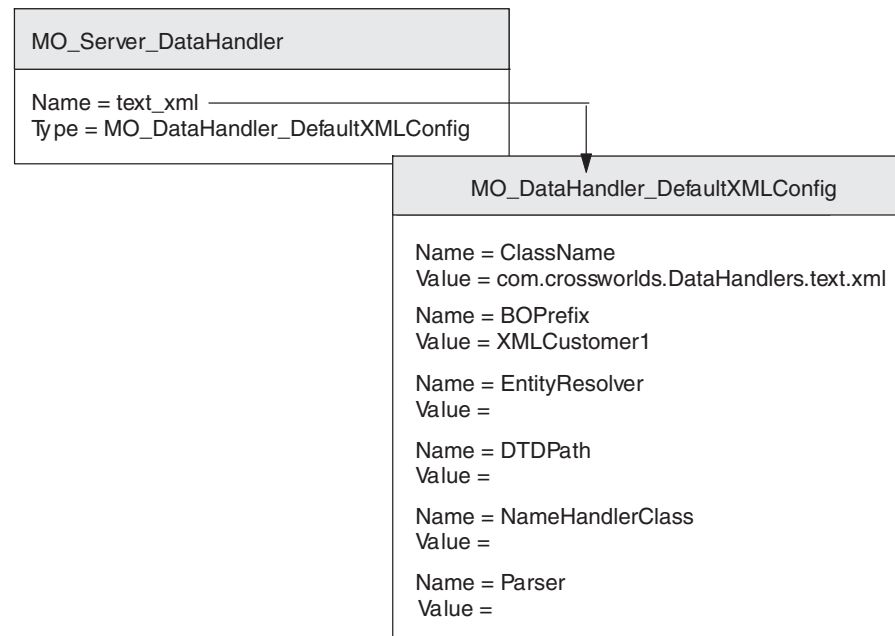 MO_Server_DataHandler
Name = text_xml
Type = MO_DataHandler_DefaultXMLConfig
MO_DataHandler_DefaultXMLConfig
Name = ClassName
Value = com.crossworlds.DataHandlers.text.xml
Name = BOPrefix
Value = XMLCustomer1
Name = EntityResolver
Value =
Name = DTDPath
Value =
Name = NameHandlerClass
Value =
Name = Parser
Value =